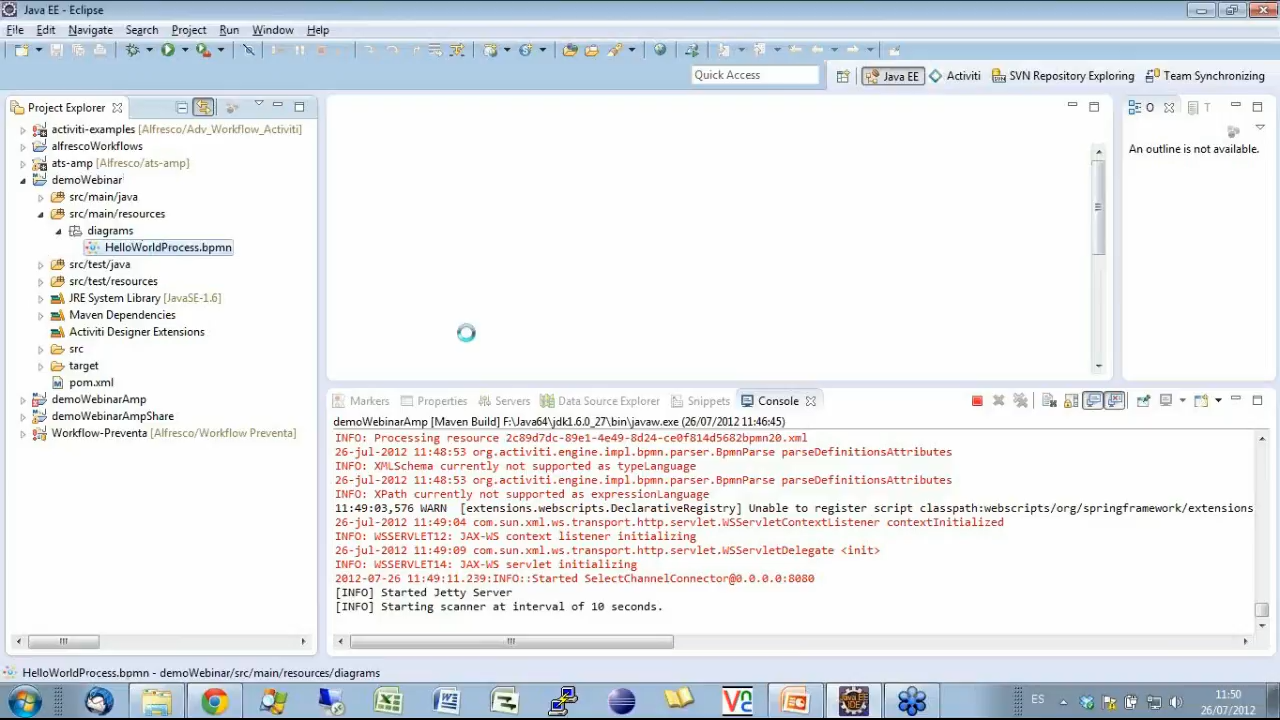 Java EE - Eclipse
File Edit Navigate Search Project Run Window Help
Quick Access
Java EE Activiti SVN Repository Exploring Team Synchronizing
Project Explorer
activiti-examples [Alfresco/Adv_Workflow_Activiti]
alfrescoWorkflows
ats-amp [Alfresco/ats-amp]
demoWebinar
src/main/java
src/main/resources
diagrams
HelloWorldProcess.bpmn
src/test/java
src/test/resources
JRE System Library [JavaSE-1.6]
Maven Dependencies
Activiti Designer Extensions
src
target
pom.xml
demoWebinarAmp
demoWebinarAmpShare
Workflow-Preventa [Alfresco/Workflow Preventa]
O T
An outline is not available.
Markers Properties Servers Data Source Explorer Snippets Console
demoWebinarAmp [Maven Build] F:\Java64\jdk1.6.0_27\bin\javaw.exe (26/07/2012 11:46:45)
INFO: Processing resource 2c89d7dc-89e1-4e49-8d24-ce0f814d5682bpmn20.xml
26-jul-2012 11:48:53 org.activiti.engine.impl.bpmn.parser.BpmnParse parseDefinitionsAttributes
INFO: XMLSchema currently not supported as typeLanguage
26-jul-2012 11:48:53 org.activiti.engine.impl.bpmn.parser.BpmnParse parseDefinitionsAttributes
INFO: XPath currently not supported as expressionLanguage
11:49:03,576 WARN [extensions.webscripts.DeclarativeRegistry] Unable to register script classpath:webscripts/org/springframework/extensions
26-jul-2012 11:49:04 com.sun.xml.ws.transport.http.servlet.WSServletContextListener contextInitialized
INFO: WSSERVLET12: JAX-WS context listener initializing
26-jul-2012 11:49:09 com.sun.xml.ws.transport.http.servlet.WSServletDelegate <init>
INFO: WSSERVLET14: JAX-WS servlet initializing
2012-07-26 11:49:11.239:INFO::Started SelectChannelConnector@0.0.0.0:8080
[INFO] Started Jetty Server
[INFO] Starting scanner at interval of 10 seconds.
HelloWorldProcess.bpmn - demoWebinar/src/main/resources/diagrams
ES
11:50
26/07/2012